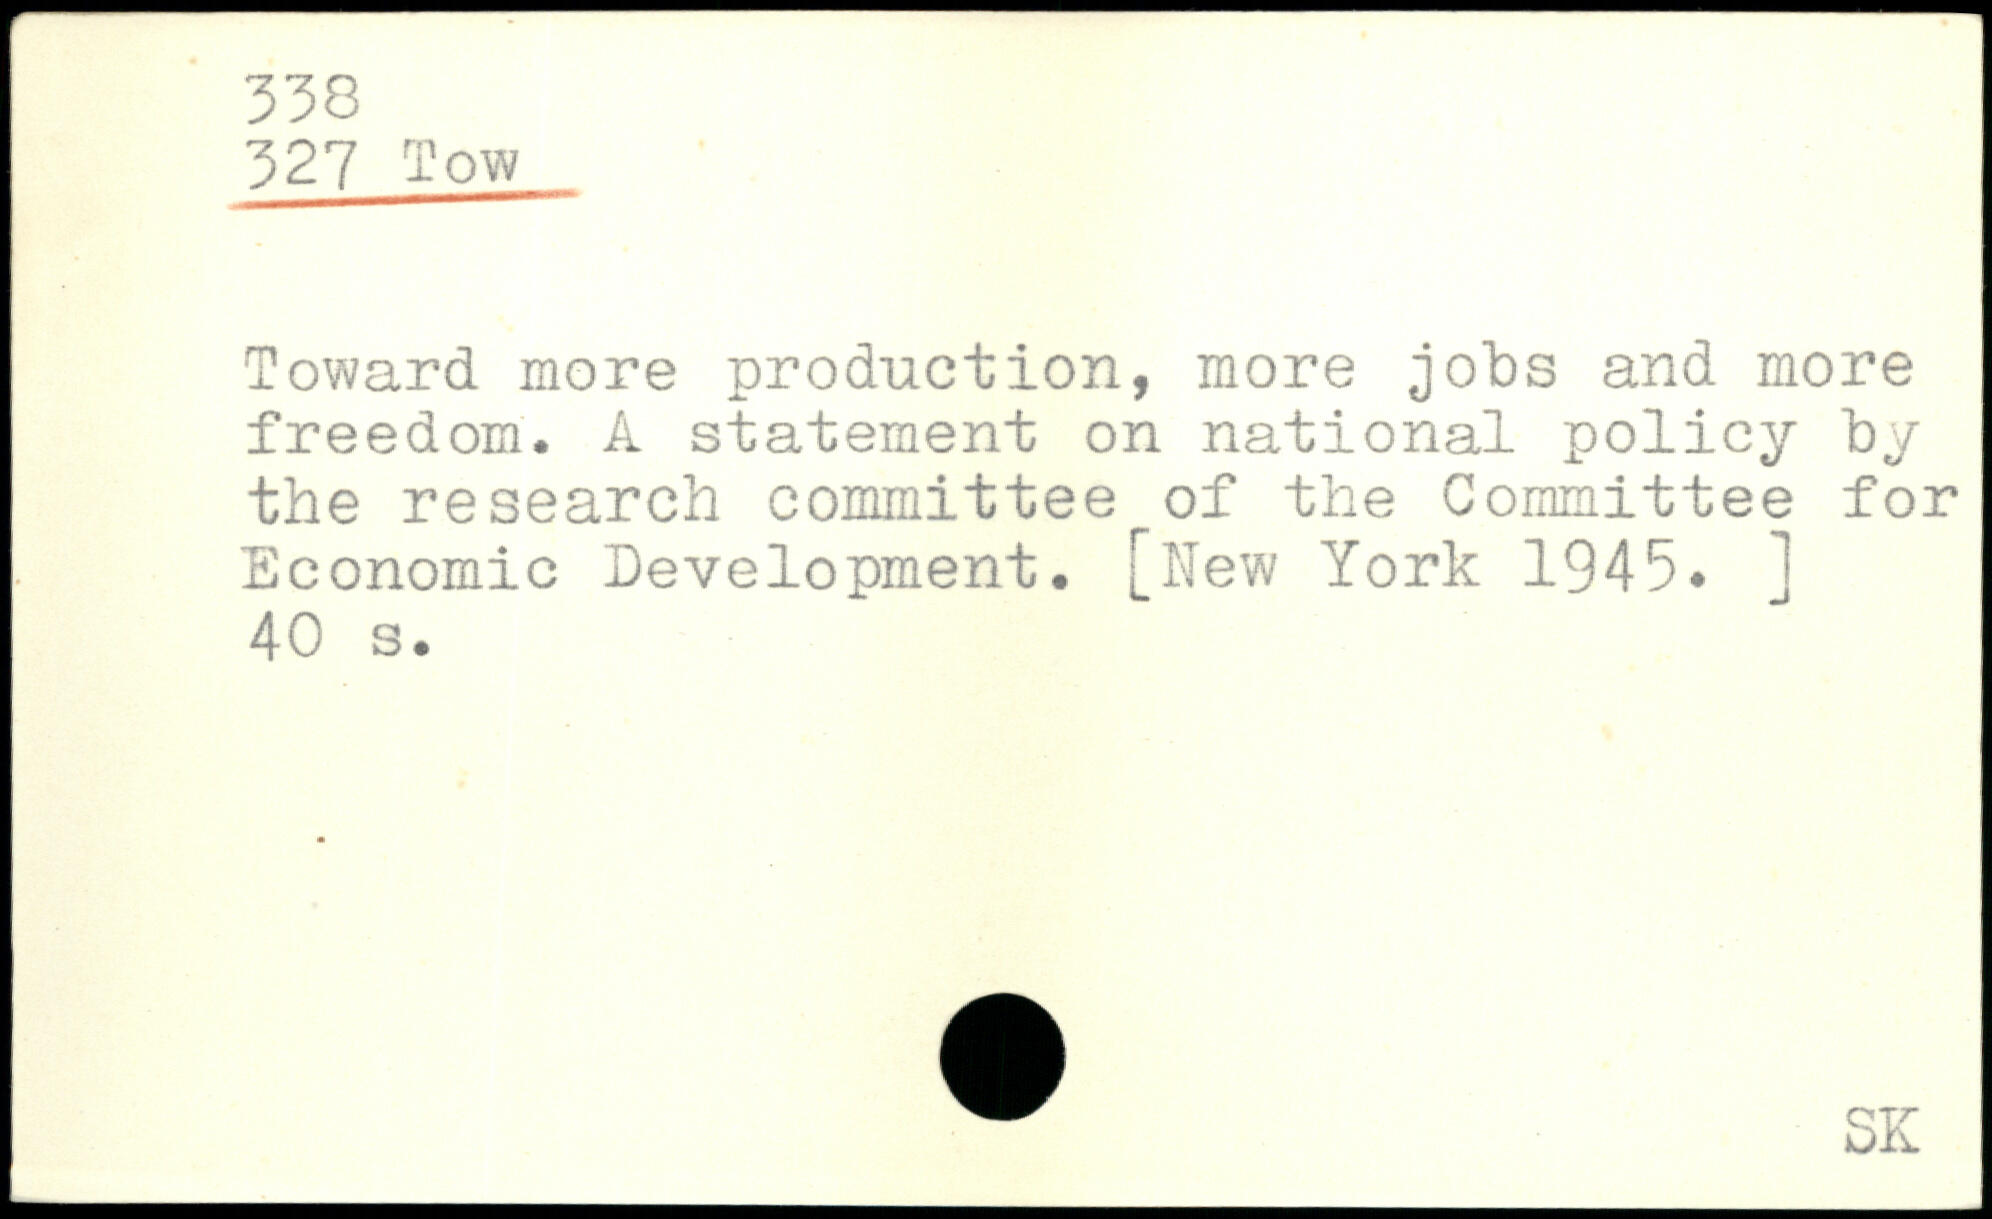 338
327 Tow
Toward more production, more jobs and more
freedom. A statement on national policy by
the research committee of the Committee for
Economic Development. [New York 1945. ]
40 s.
SK